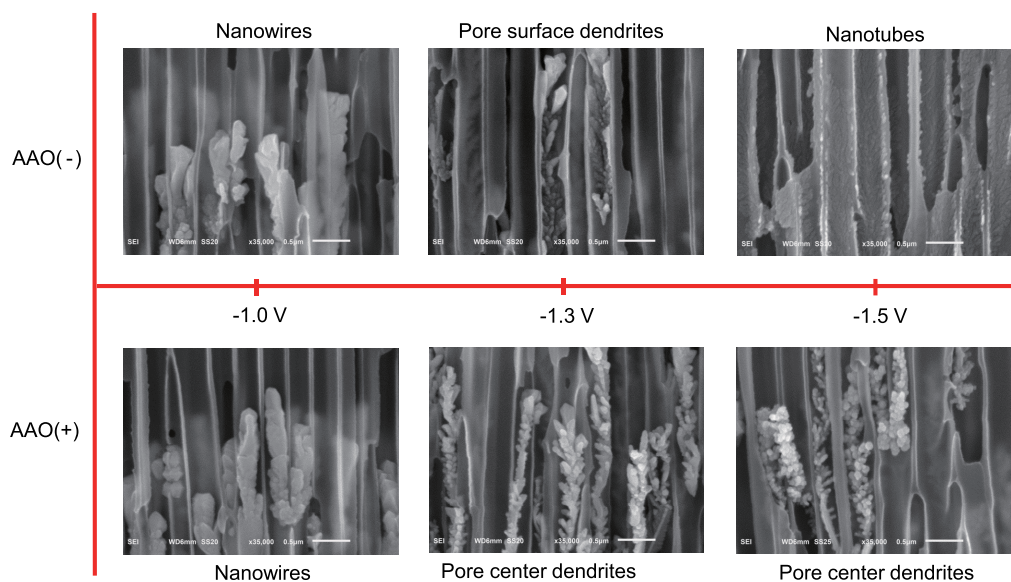 Nanowires
Pore surface dendrites
Nanotubes
AAO(-)
SEI WD6mm SS20 x35,000 0.5μm
SEI WD6mm SS20 x35,000 0.5μm
SEI WD6mm SS20 x35,000 0.5μm
-1.0 V
-1.3 V
-1.5 V
AAO(+)
SEI WD6mm SS20 x35,000 0.5μm
SEI WD6mm SS20 x35,000 0.5μm
SEI WD6mm SS25 x35,000 0.5μm
Nanowires
Pore center dendrites
Pore center dendrites